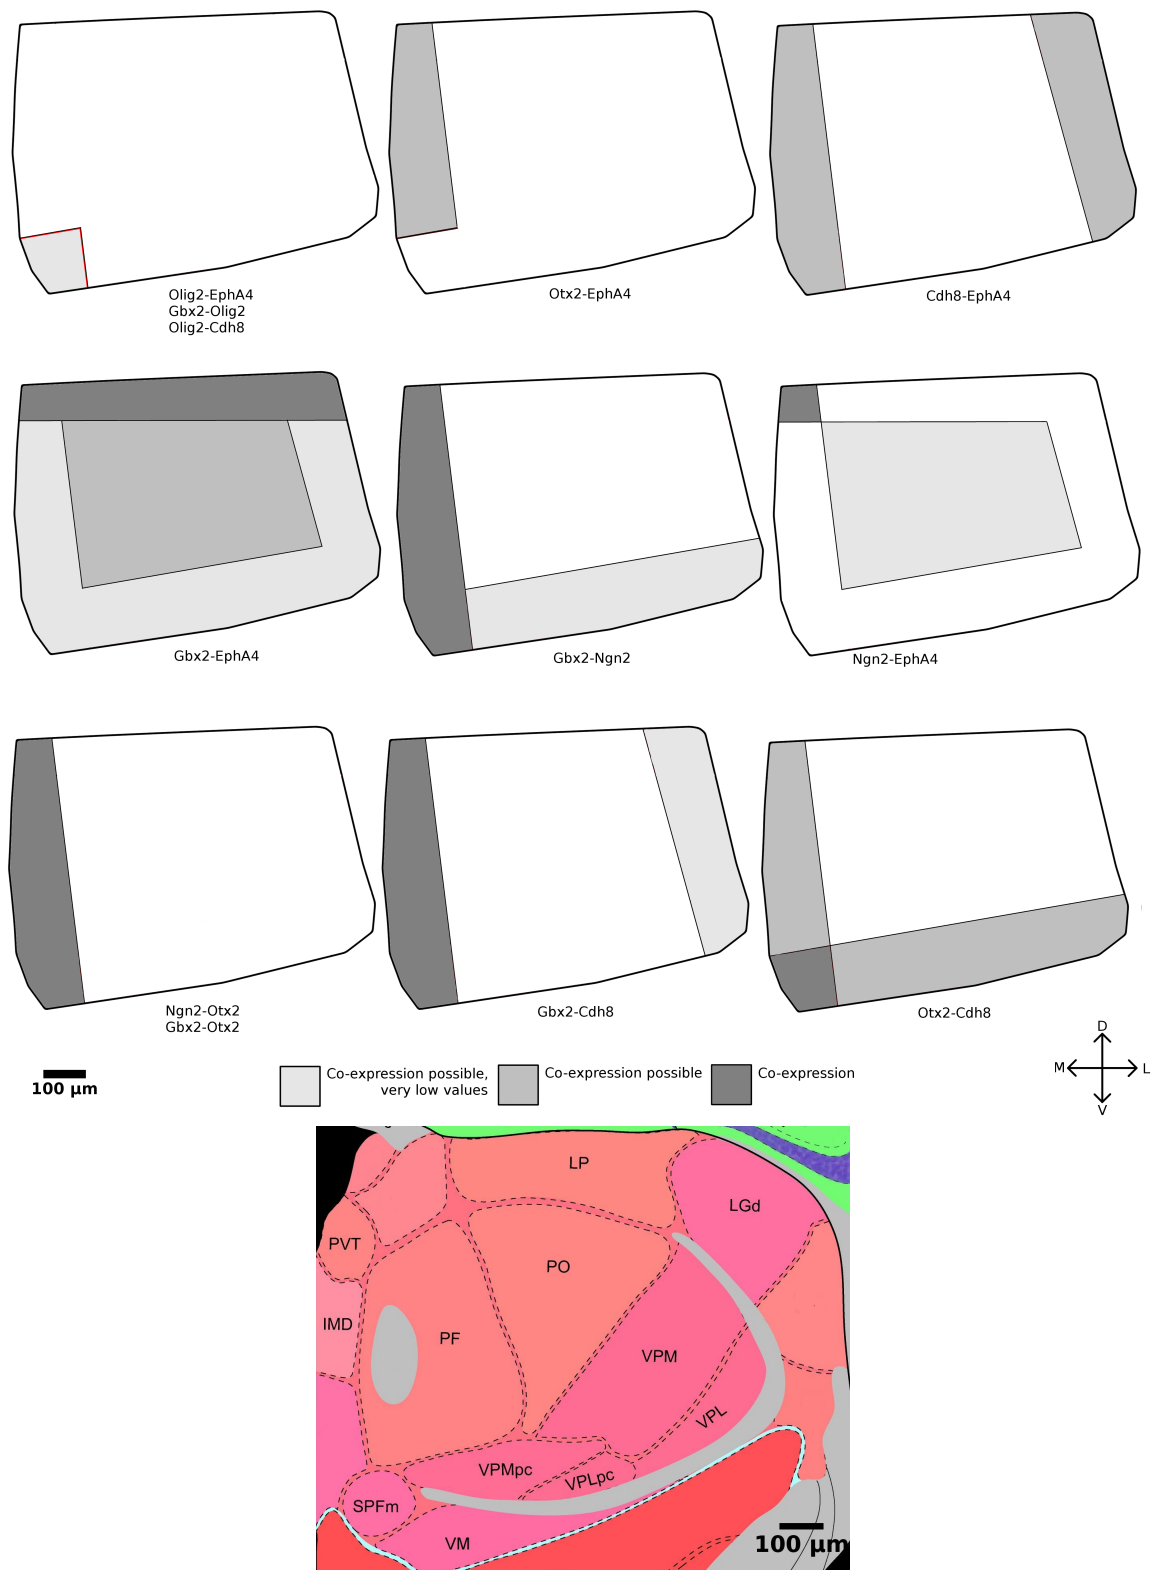 Olig2-EphA4
Gbx2-Olig2
Olig2-Cdh8
Otx2-EphA4
Cdh8-EphA4
Gbx2-EphA4
Gbx2-Ngn2
Ngn2-EphA4
Ngn2-Otx2
Gbx2-Otx2
Gbx2-Cdh8
Otx2-Cdh8
100 μm
Co-expression possible,
very low values
Co-expression possible
Co-expression
D
M
L
V
LP
LGd
PVT
PO
IMD
PF
VPM
VPL
VPMpc
VPLpc
SPFm
VM
100 μm